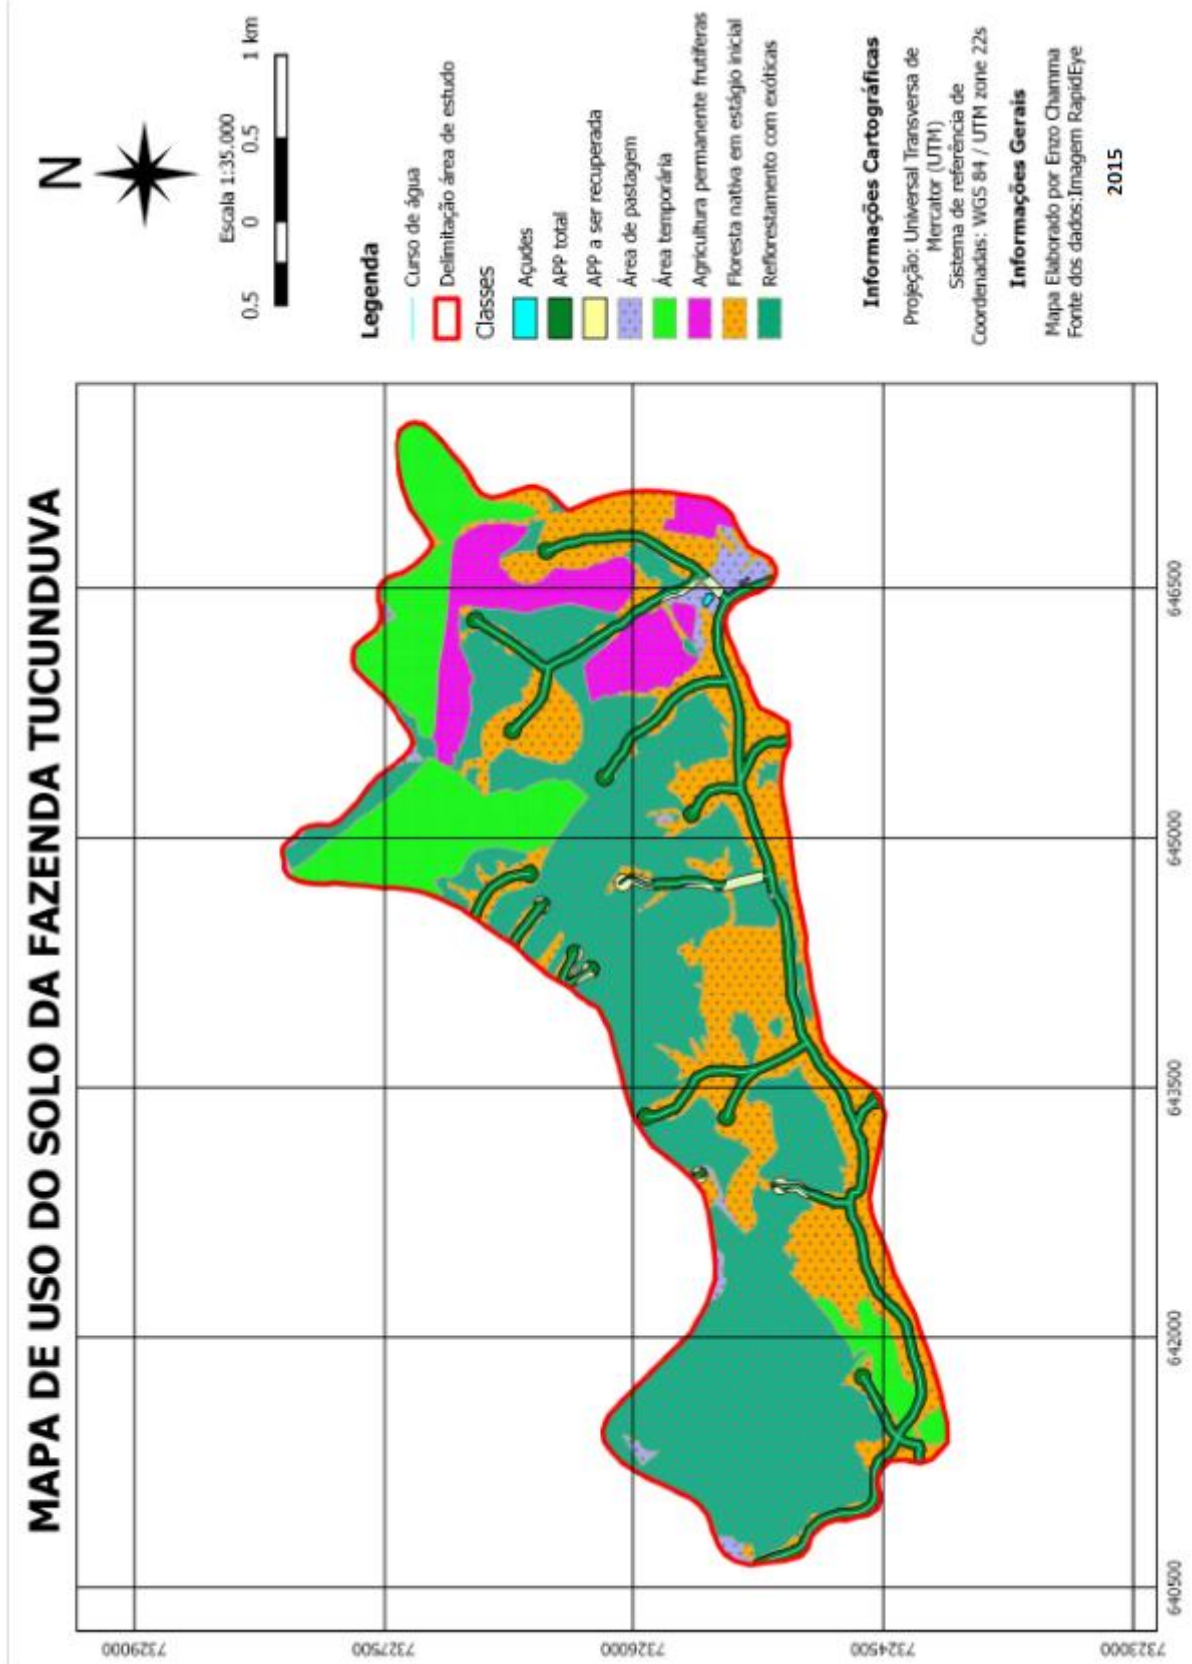 MAPA DE USO DO SOLO DA FAZENDA TUCUNDUVA
N
Escala 1:35.000
0.5 0 0.5 1 km
Legenda
Curso de água
Delimitação área de estudo
Classes
Açudes
APP total
APP a ser recuperada
Área de pastagem
Área temporária
Agricultura permanente frutíferas
Floresta nativa em estágio inicial
Reflorestamento com exóticas
Informações Cartográficas
Projeção: Universal Transversa de
Mercator (UTM)
Sistema de referência de
Coordenadas: WGS 84 / UTM zone 22s
Informações Gerais
Mapa Elaborado por Enzo Chamma
Fonte dos dados:Imagem RapidEye
2015
7329000
7327500
7326000
7324500
7323000
640500
642000
643500
645000
646500